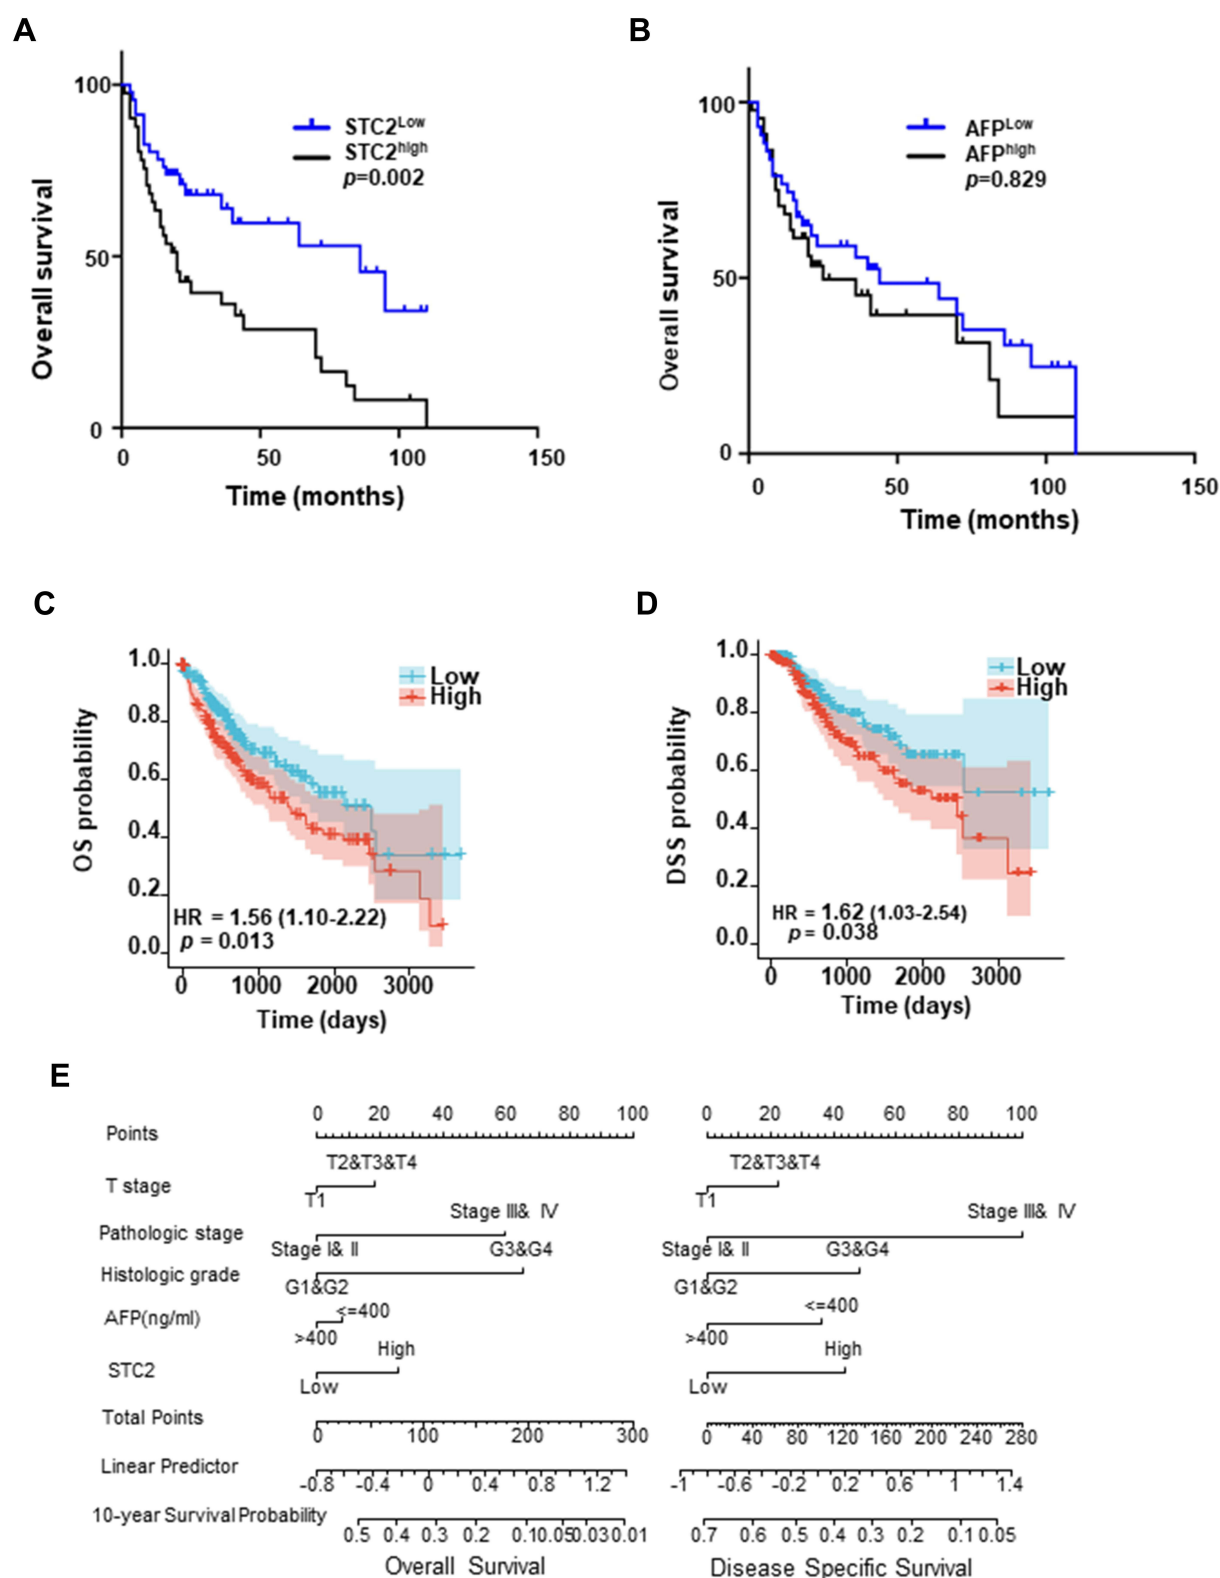 A
100
50
0
Overall survival
STC2Low
STC2high
p=0.002
0 50 100 150
Time (months)
B
100
50
0
Overall survival
AFPLow
AFPhigh
p=0.829
0 50 100 150
Time (months)
C
1.0
0.8
0.6
0.4
0.2
0.0
OS probability
Low
High
HR = 1.56 (1.10-2.22)
p = 0.013
0 1000 2000 3000
Time (days)
D
1.0
0.8
0.6
0.4
0.2
0.0
DSS probability
Low
High
HR = 1.62 (1.03-2.54)
p = 0.038
0 1000 2000 3000
Time (days)
E
0 20 40 60 80 100 0 20 40 60 80 100
Points
T2&T3&T4 T2&T3&T4
T stage
T1 T1
Stage III& IV Stage III& IV
Pathologic stage
Stage I& II G3&G4 Stage I& II G3&G4
Histologic grade
G1&G2 G1&G2
<=400 <=400
AFP(ng/ml)
>400 >400
High High
STC2
Low Low
Total Points
0 100 200 300 0 40 80 120 160 200 240 280
Linear Predictor
-0.8 -0.4 0 0.4 0.8 1.2 -1 -0.6 -0.2 0.2 0.6 1 1.4
10-year Survival Probability
0.5 0.4 0.3 0.2 0.10.050.030.01 0.7 0.6 0.5 0.4 0.3 0.2 0.1 0.05
Overall Survival Disease Specific Survival